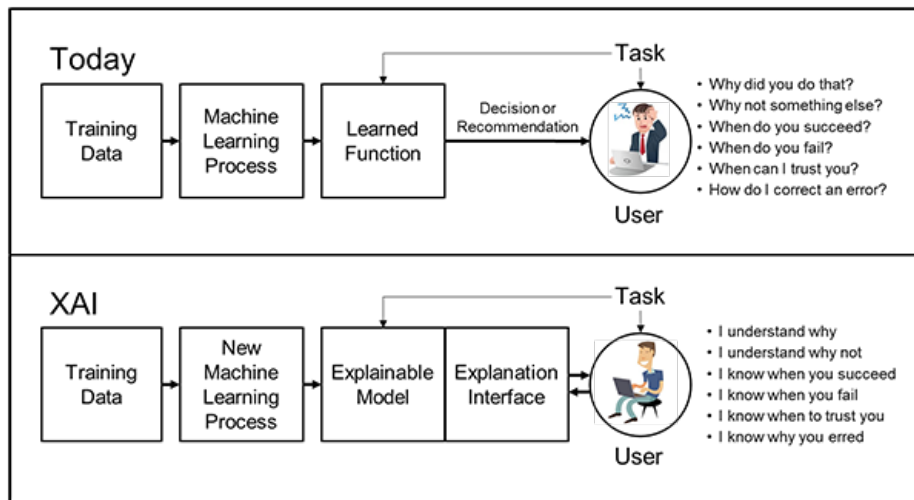 Today
Task
Training
Data
Machine
Learning
Process
Learned
Function
Decision or
Recommendation
User
• Why did you do that?
• Why not something else?
• When do you succeed?
• When do you fail?
• When can I trust you?
• How do I correct an error?
XAI
Task
Training
Data
New
Machine
Learning
Process
Explainable
Model
Explanation
Interface
User
• I understand why
• I understand why not
• I know when you succeed
• I know when you fail
• I know when to trust you
• I know why you erred